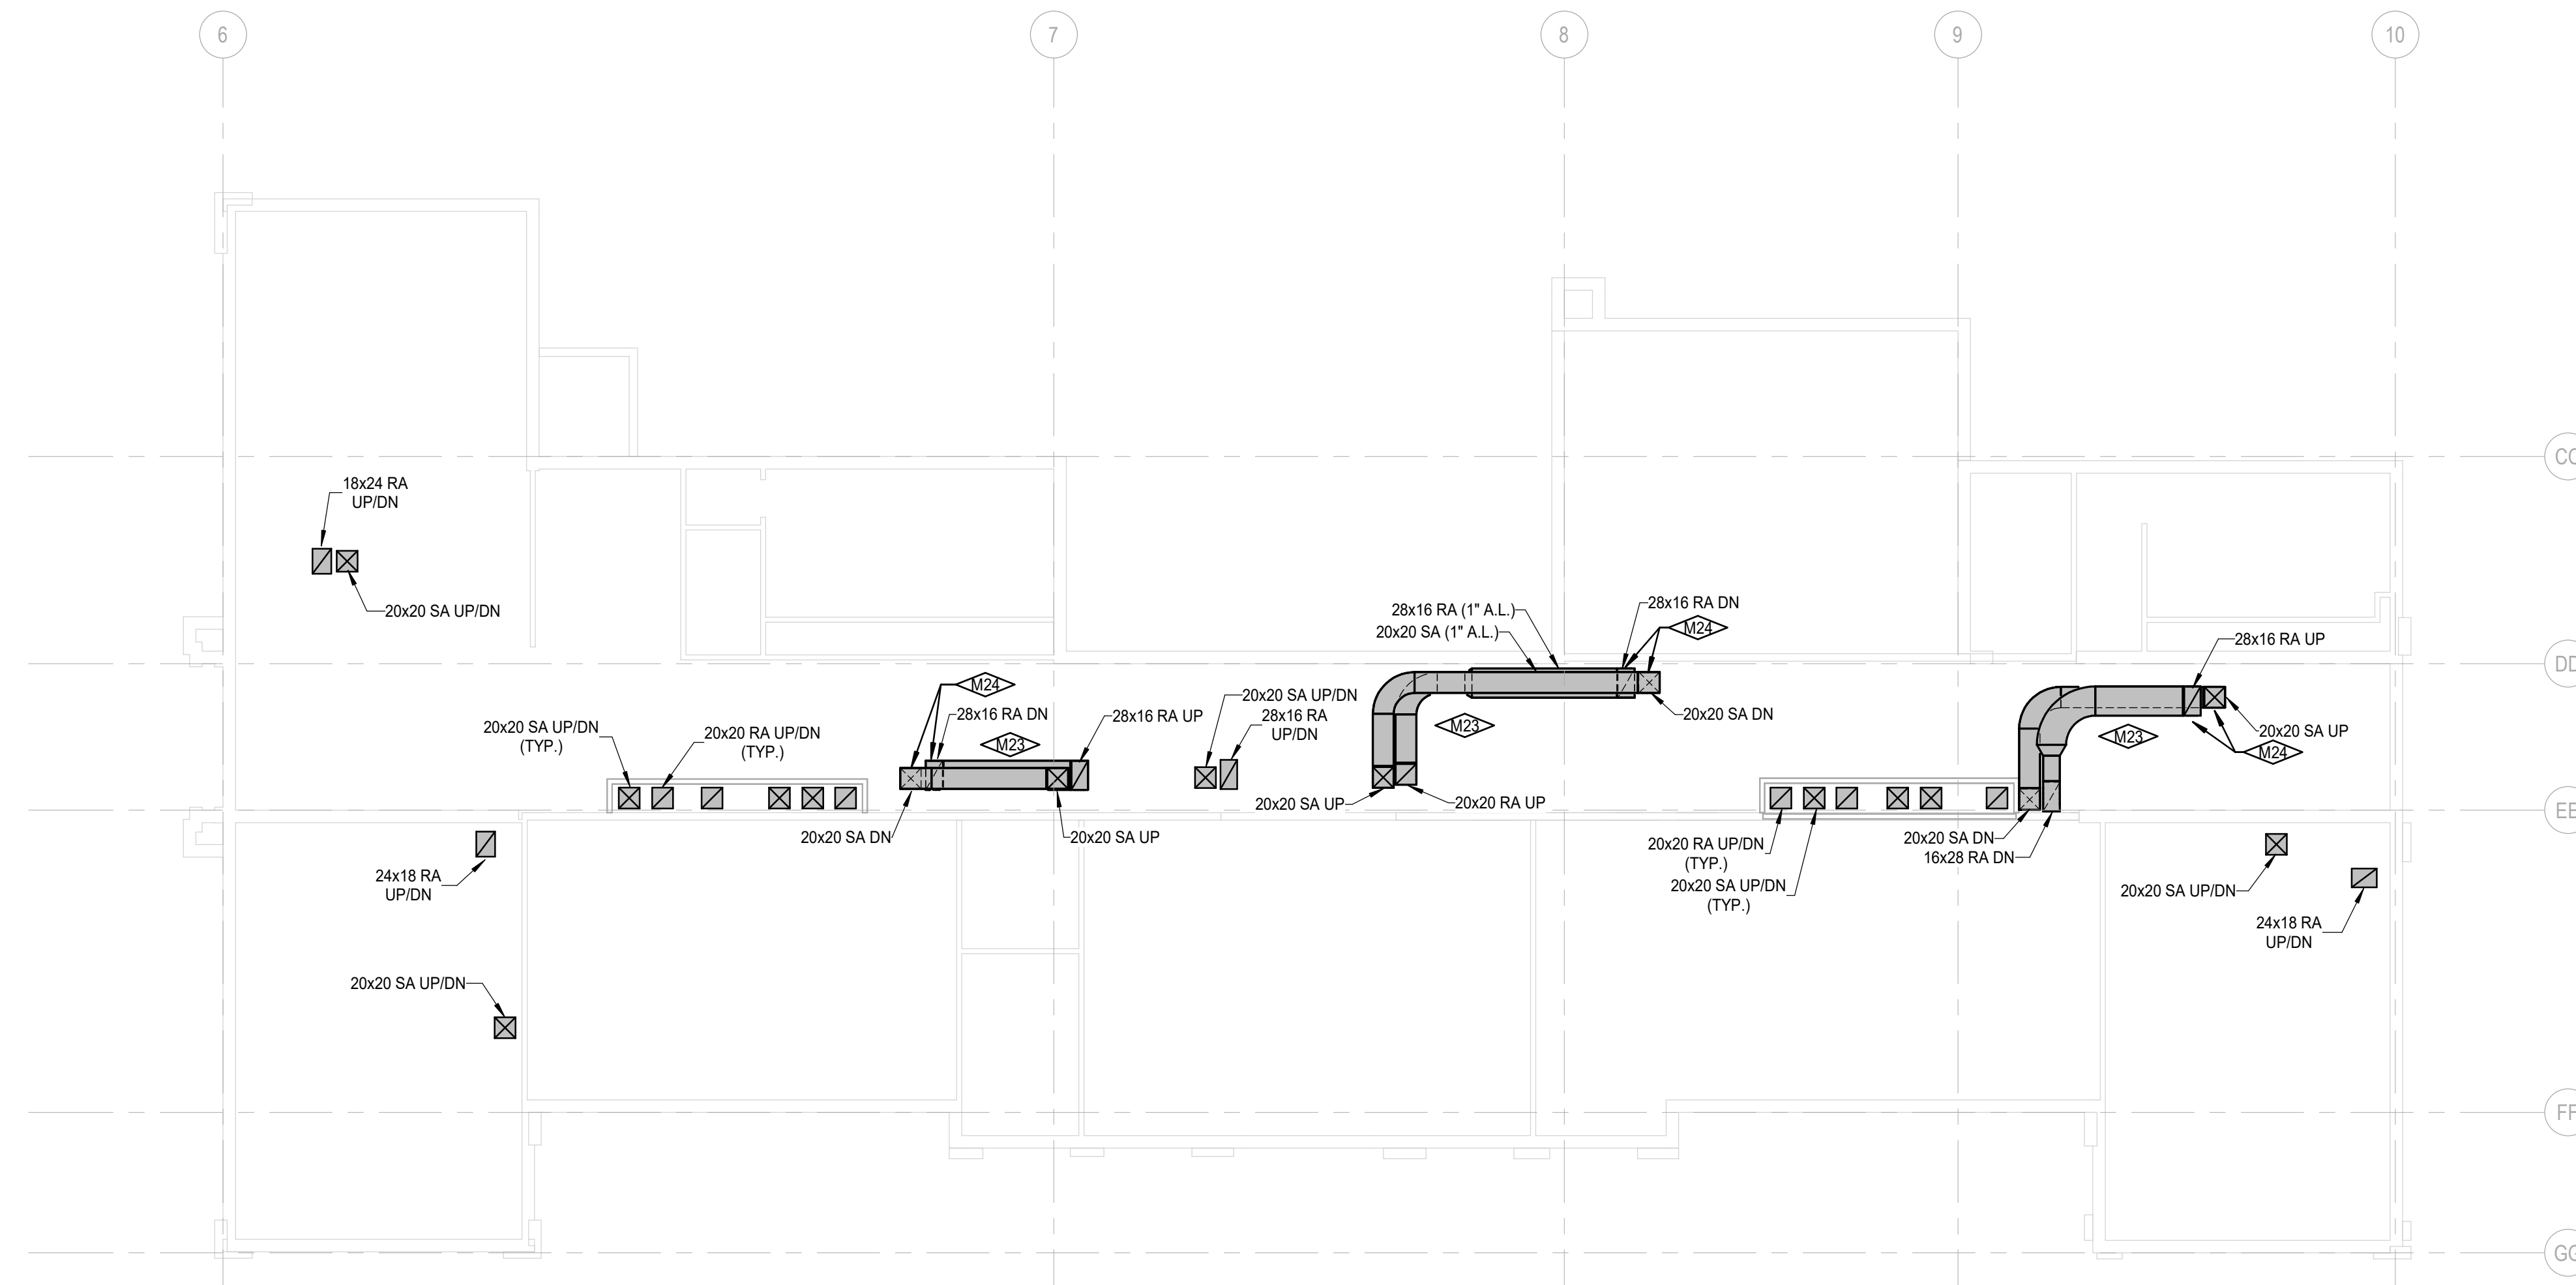 6
7
8
9
10
CC
18x24 RA
UP/DN
20x20 SA UP/DN
28x16 RA (1" A.L.)
20x20 SA (1" A.L.)
28x16 RA DN
M24
28x16 RA UP
DD
M24
28x16 RA DN
M23
28x16 RA UP
20x20 SA UP/DN
28x16 RA
UP/DN
M23
20x20 SA DN
M23
20x20 SA UP
M24
20x20 SA UP/DN
(TYP.)
20x20 RA UP/DN
(TYP.)
20x20 SA UP
20x20 RA UP
EE
20x20 SA DN
20x20 SA UP
20x20 RA UP/DN
(TYP.)
20x20 SA UP/DN
(TYP.)
20x20 SA DN
16x28 RA DN
24x18 RA
UP/DN
20x20 SA UP/DN
24x18 RA
UP/DN
20x20 SA UP/DN
FF
GG